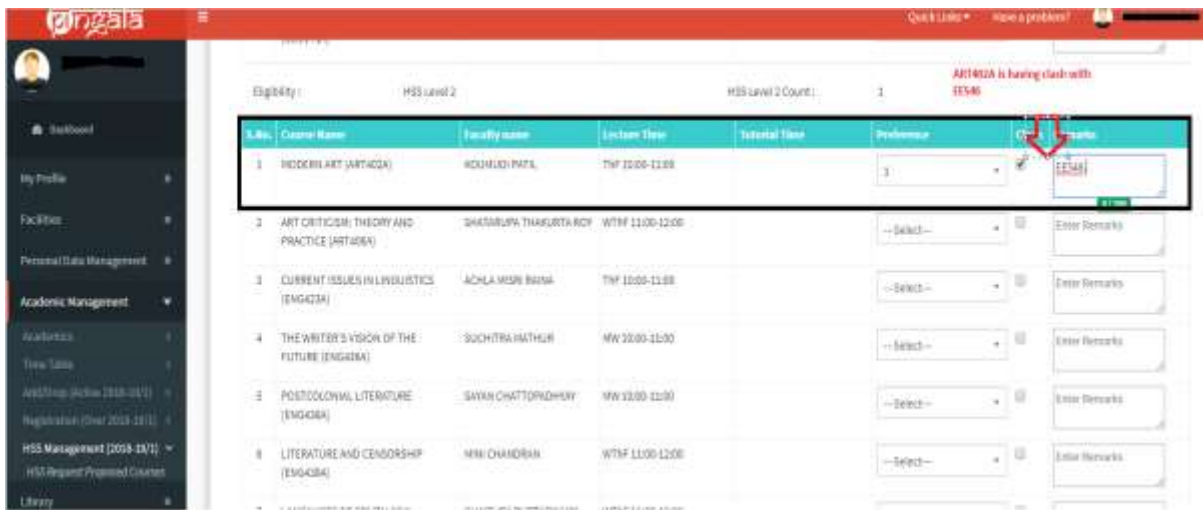 Pingala
Quick Links Have a problem?
Eligibility : HSS Level 2 HSS Level 2 Count : 1
ART402A is having clash with
EE546
Dashboard
S.No. Course Name Faculty name Lecture Time Tutorial Time Preference Remarks
1 MODERN ART (ART402A) KOUMUDI PATIL ThF 10:00-11:00 EE546
My Profile
Facilities
2 ART CRITICISM: THEORY AND SHATARUPA THAKURTA ROY WThF 11:00-12:00 --Select-- Enter Remarks
PRACTICE (ART406A)
Personal Data Management
3 CURRENT ISSUES IN LINGUISTICS ACHLA MISRI RAINA ThF 10:00-11:00 --Select-- Enter Remarks
(ENG423A)
Academic Management
Academics
4 THE WRITER'S VISION OF THE SUCHITRA MATHUR MW 10:00-11:00 --Select-- Enter Remarks
FUTURE
Time Table
Add/Drop
5 POSTCOLONIAL LITERATURE SAYAN CHATTOPADHYAY MW 10:00-11:00 --Select-- Enter Remarks
Registration
HSS Management
6 LITERATURE AND CENSORSHIP MINI CHANDRAN WThF 11:00-12:00 --Select-- Enter Remarks
HSS Request Proposed Courses
Library